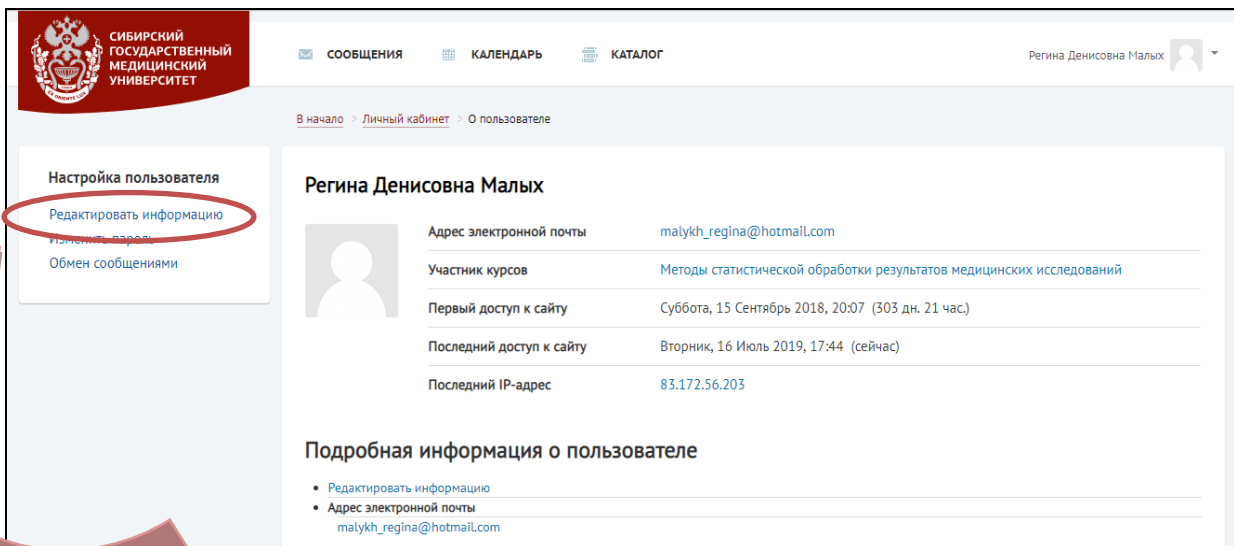 СИБИРСКИЙ
ГОСУДАРСТВЕННЫЙ
МЕДИЦИНСКИЙ
УНИВЕРСИТЕТ
EX ORIENTE LUX
СООБЩЕНИЯ КАЛЕНДАРЬ КАТАЛОГ
Регина Денисовна Малых
В начало > Личный кабинет > О пользователе
Настройка пользователя
Редактировать информацию
Изменить пароль
Обмен сообщениями
Регина Денисовна Малых
Адрес электронной почты malykh_regina@hotmail.com
Участник курсов Методы статистической обработки результатов медицинских исследований
Первый доступ к сайту Суббота, 15 Сентябрь 2018, 20:07 (303 дн. 21 час.)
Последний доступ к сайту Вторник, 16 Июль 2019, 17:44 (сейчас)
Последний IP-адрес 83.172.56.203
Подробная информация о пользователе
• Редактировать информацию
• Адрес электронной почты
malykh_regina@hotmail.com